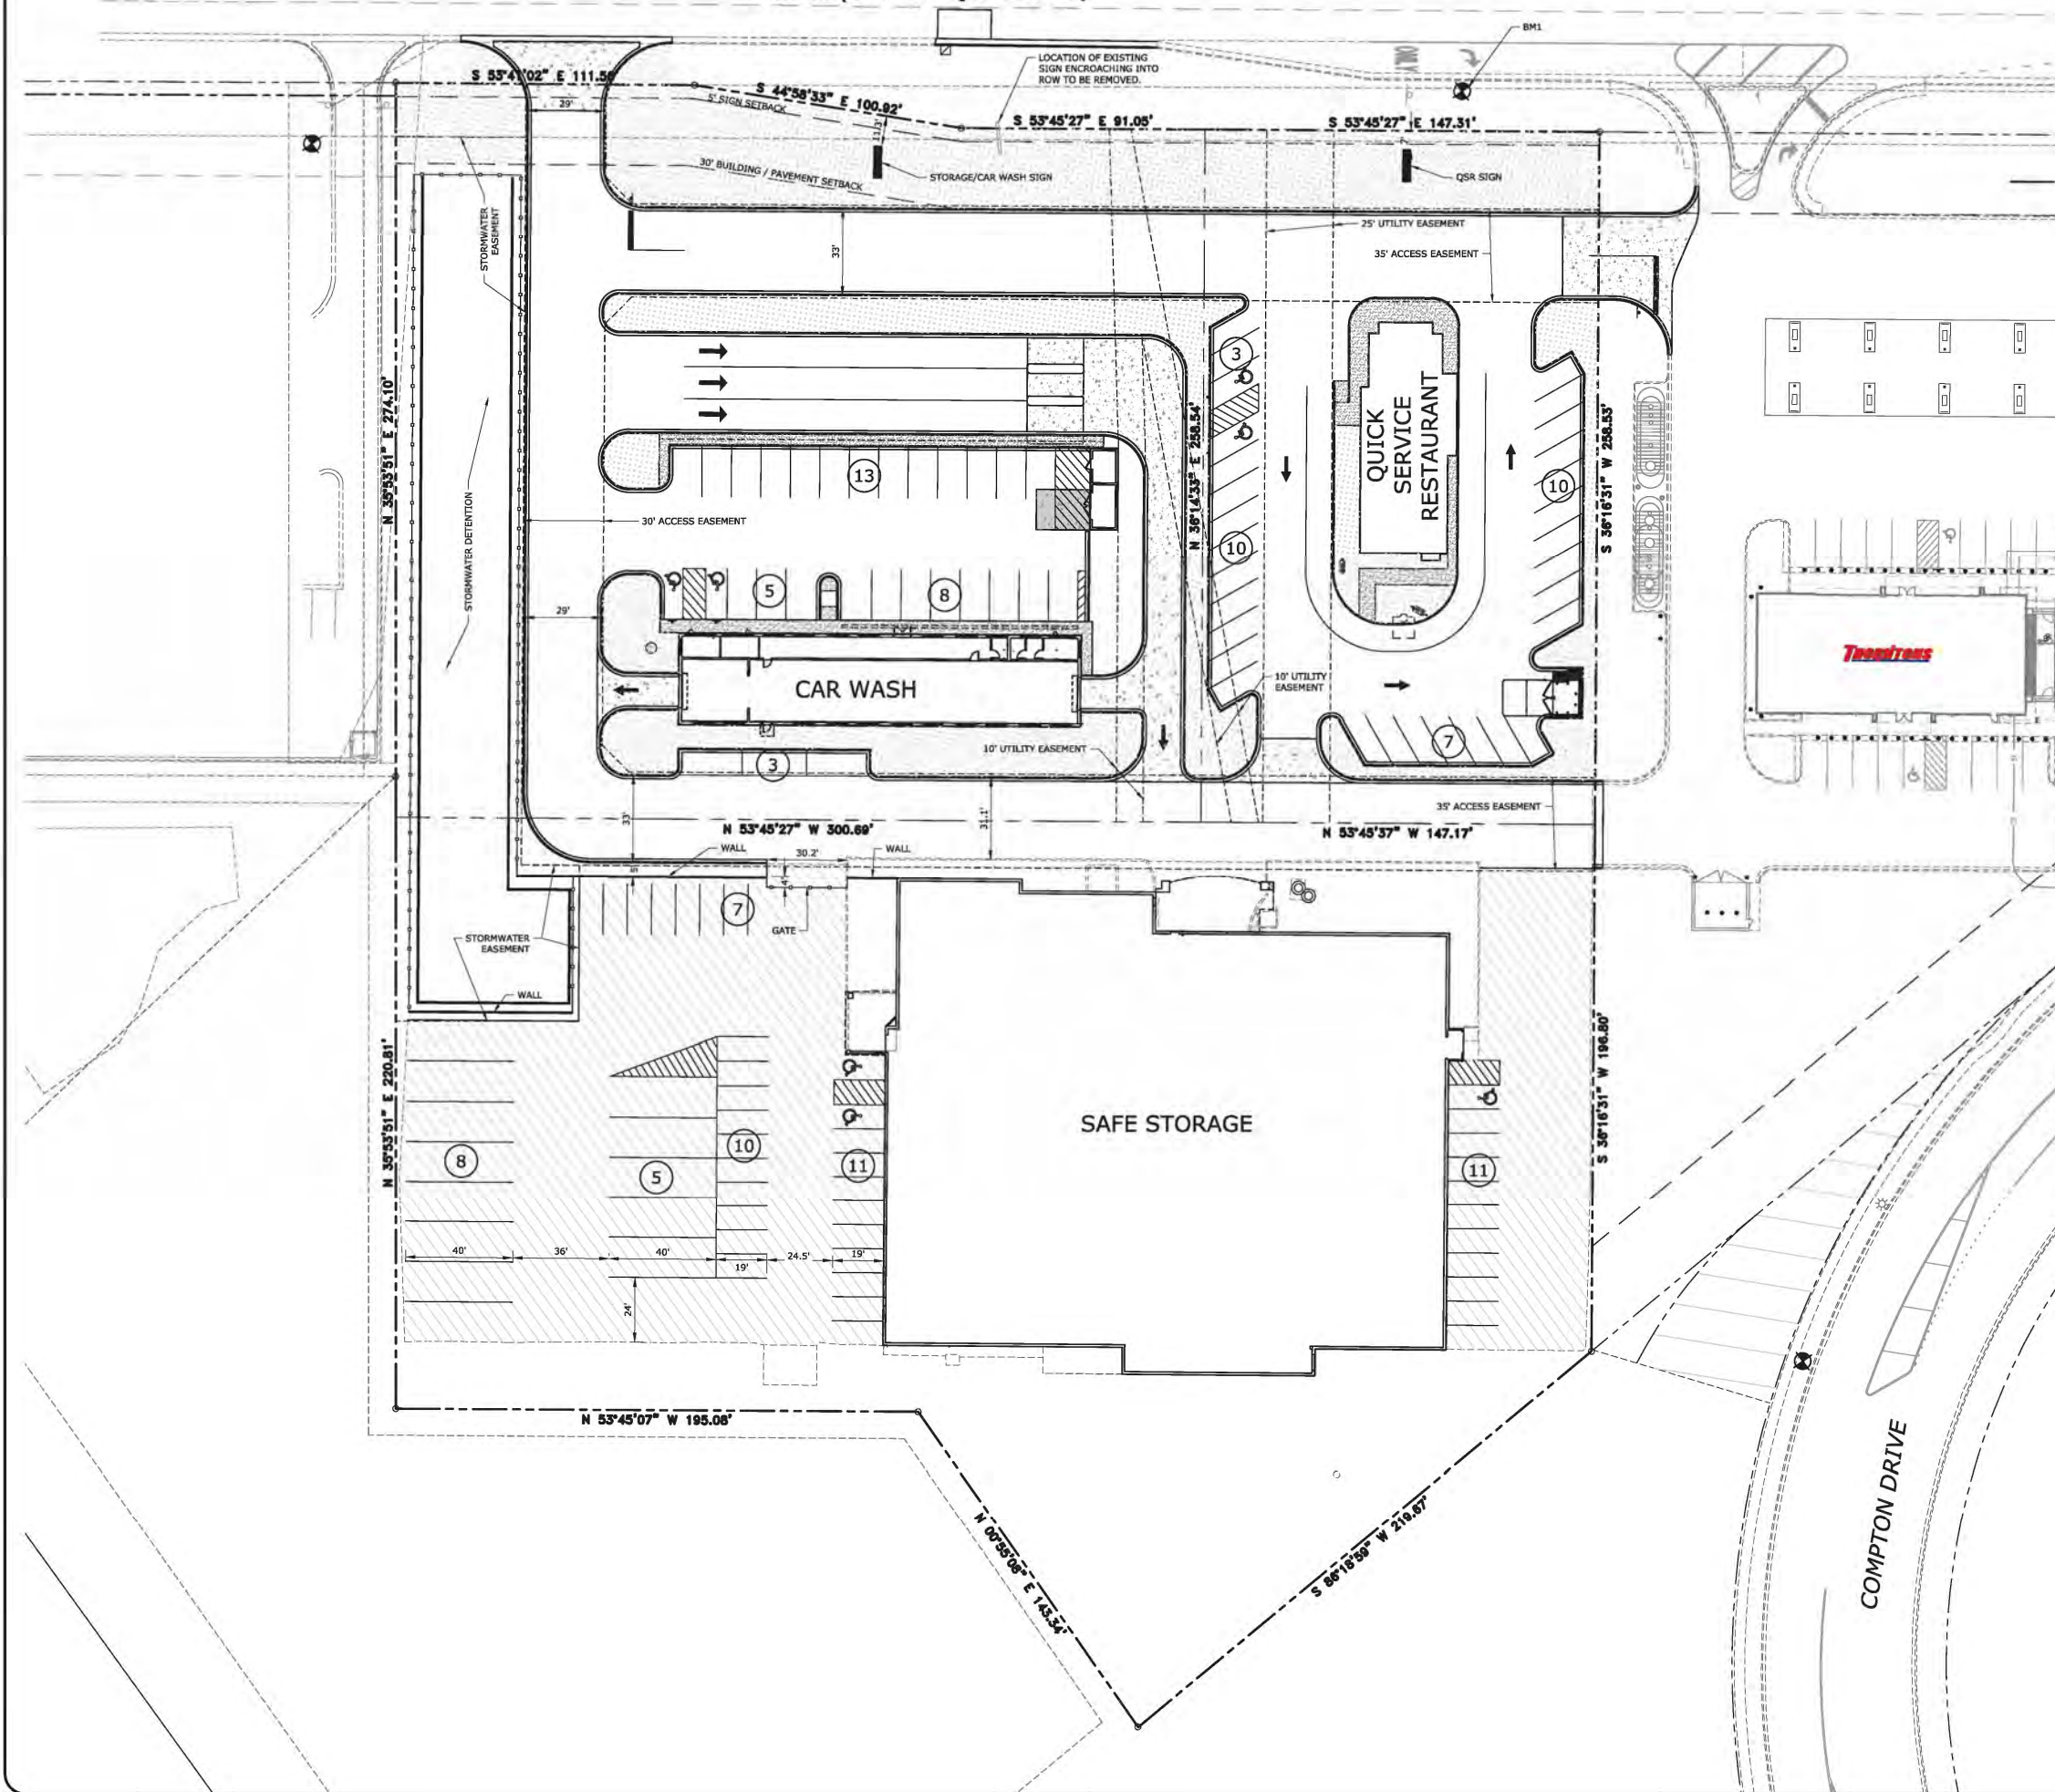 BM1
LOCATION OF EXISTING
SIGN ENCROACHING INTO
ROW TO BE REMOVED.
ONLY
S 53°41'02" E 111.5
29'
5' SIGN SETBACK
S 44°58'33" E 100.92'
11.3'
S 53°45'27" E 91.05'
S 53°45'27" E 147.31'
30' BUILDING / PAVEMENT SETBACK
STORAGE/CAR WASH SIGN
QSR SIGN
STORMWATER
EASEMENT
25' UTILITY EASEMENT
33'
35' ACCESS EASEMENT
3
N 35°53'51" E 274.10'
N 36°14'33" E 258.54'
QUICK
SERVICE
RESTAURANT
S 36°16'31" W 258.53'
13
10
STORMWATER DETENTION
30' ACCESS EASEMENT
10
5
8
29'
THORNTONS
CAR WASH
10' UTILITY
EASEMENT
10' UTILITY EASEMENT
7
3
33'
31.1'
35' ACCESS EASEMENT
N 53°45'27" W 300.69'
N 53°45'37" W 147.17'
WALL
30.2'
WALL
5'
4'
7
GATE
STORMWATER
EASEMENT
WALL
N 35°53'51" E 220.81'
S 36°16'31" W 196.80'
SAFE STORAGE
8
5
10
11
11
40'
36'
40'
19'
24.5'
19'
24'
N 53°45'07" W 195.08'
N 00°55'08" E 143.34'
S 86°18'59" W 219.67'
COMPTON DRIVE